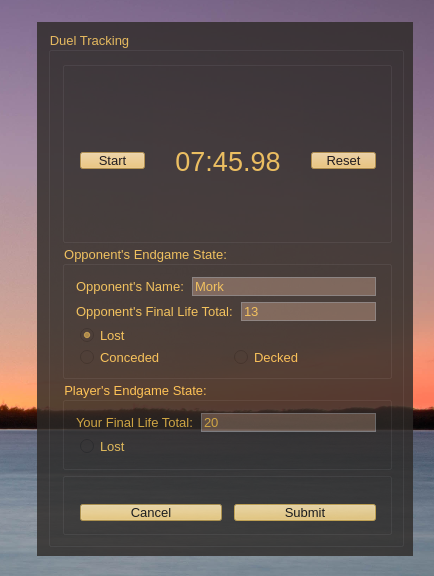 Duel Tracking
Start 07:45.98 Reset
Opponent's Endgame State:
Opponent's Name: Mork
Opponent's Final Life Total: 13
Lost
Conceded Decked
Player's Endgame State:
Your Final Life Total: 20
Lost
Cancel Submit